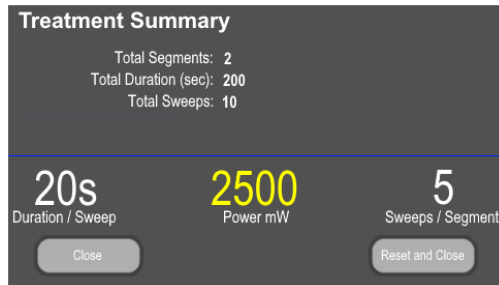 Treatment Summary
Total Segments: 2
Total Duration (sec): 200
Total Sweeps: 10
20s 2500 5
Duration / Sweep Power mW Sweeps / Segment
Close Reset and Close